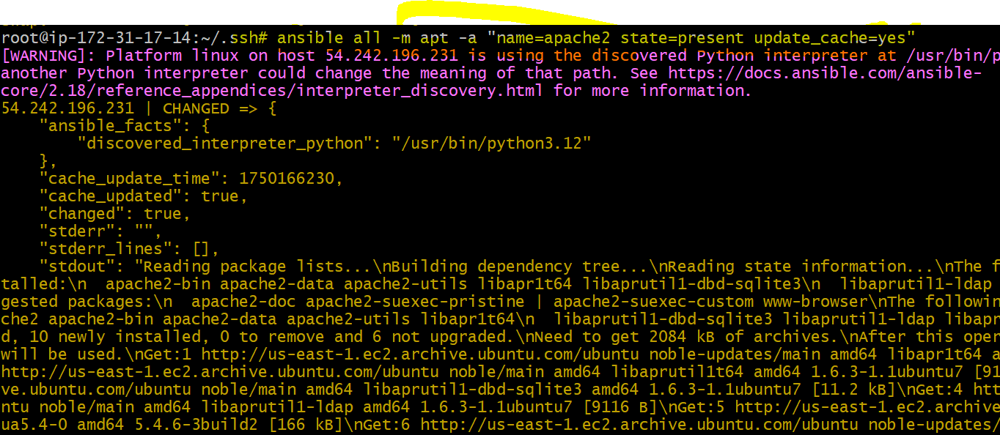 root@ip-172-31-17-14:~/.ssh# ansible all -m apt -a "name=apache2 state=present update_cache=yes"
[WARNING]: Platform linux on host 54.242.196.231 is using the discovered Python interpreter at /usr/bin/p
another Python interpreter could change the meaning of that path. See https://docs.ansible.com/ansible-
core/2.18/reference_appendices/interpreter_discovery.html for more information.
54.242.196.231 | CHANGED => {
    "ansible_facts": {
        "discovered_interpreter_python": "/usr/bin/python3.12"
    },
    "cache_update_time": 1750166230,
    "cache_updated": true,
    "changed": true,
    "stderr": "",
    "stderr_lines": [],
    "stdout": "Reading package lists...\nBuilding dependency tree...\nReading state information...\nThe f
talled:\n  apache2-bin apache2-data apache2-utils libapr1t64 libaprutil1-dbd-sqlite3\n  libaprutil1-ldap
gested packages:\n  apache2-doc apache2-suexec-pristine | apache2-suexec-custom www-browser\nThe followin
che2 apache2-bin apache2-data apache2-utils libapr1t64\n  libaprutil1-dbd-sqlite3 libaprutil1-ldap libapr
d, 10 newly installed, 0 to remove and 6 not upgraded.\nNeed to get 2084 kB of archives.\nAfter this oper
will be used.\nGet:1 http://us-east-1.ec2.archive.ubuntu.com/ubuntu noble-updates/main amd64 libapr1t64 a
http://us-east-1.ec2.archive.ubuntu.com/ubuntu noble/main amd64 libaprutil1t64 amd64 1.6.3-1.1ubuntu7 [91
ve.ubuntu.com/ubuntu noble/main amd64 libaprutil1-dbd-sqlite3 amd64 1.6.3-1.1ubuntu7 [11.2 kB]\nGet:4 htt
ntu noble/main amd64 libaprutil1-ldap amd64 1.6.3-1.1ubuntu7 [9116 B]\nGet:5 http://us-east-1.ec2.archive
ua5.4-0 amd64 5.4.6-3build2 [166 kB]\nGet:6 http://us-east-1.ec2.archive.ubuntu.com/ubuntu noble-updates/